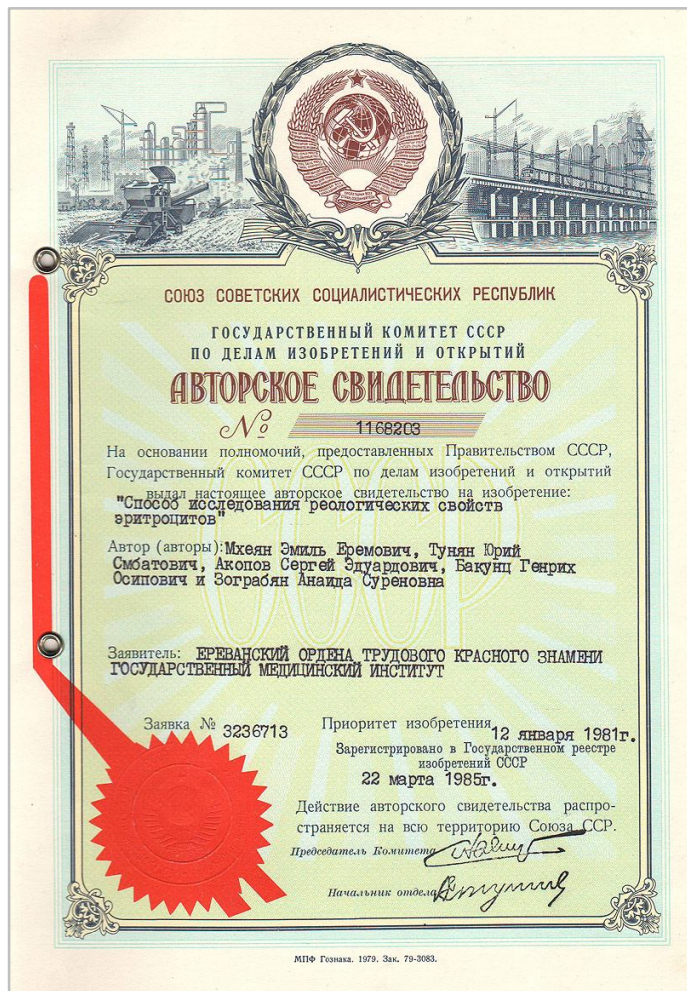 СОЮЗ СОВЕТСКИХ СОЦИАЛИСТИЧЕСКИХ РЕСПУБЛИК
ГОСУДАРСТВЕННЫЙ КОМИТЕТ СССР
ПО ДЕЛАМ ИЗОБРЕТЕНИЙ И ОТКРЫТИЙ
АВТОРСКОЕ СВИДЕТЕЛЬСТВО
№ 1168203
На основании полномочий, предоставленных Правительством СССР,
Государственный комитет СССР по делам изобретений и открытий
выдал настоящее авторское свидетельство на изобретение:
"Способ исследования реологических свойств
эритроцитов"
Автор (авторы): Мхеян Эмиль Еремович, Тунян Юрий
Смбатович, Акопов Сергей Эдуардович, Бакунц Генрих
Осипович и Зограбян Анаида Суреновна
Заявитель: ЕРЕВАНСКИЙ ОРДЕНА ТРУДОВОГО КРАСНОГО ЗНАМЕНИ
ГОСУДАРСТВЕННЫЙ МЕДИЦИНСКИЙ ИНСТИТУТ
Заявка № 3236713 Приоритет изобретения 12 января 1981г.
Зарегистрировано в Государственном реестре
изобретений СССР
22 марта 1985г.
Действие авторского свидетельства распро-
страняется на всю территорию Союза ССР.
Председатель Комитета
Начальник отдела
МПФ Гознака. 1979. Зак. 79-3083.
СССР